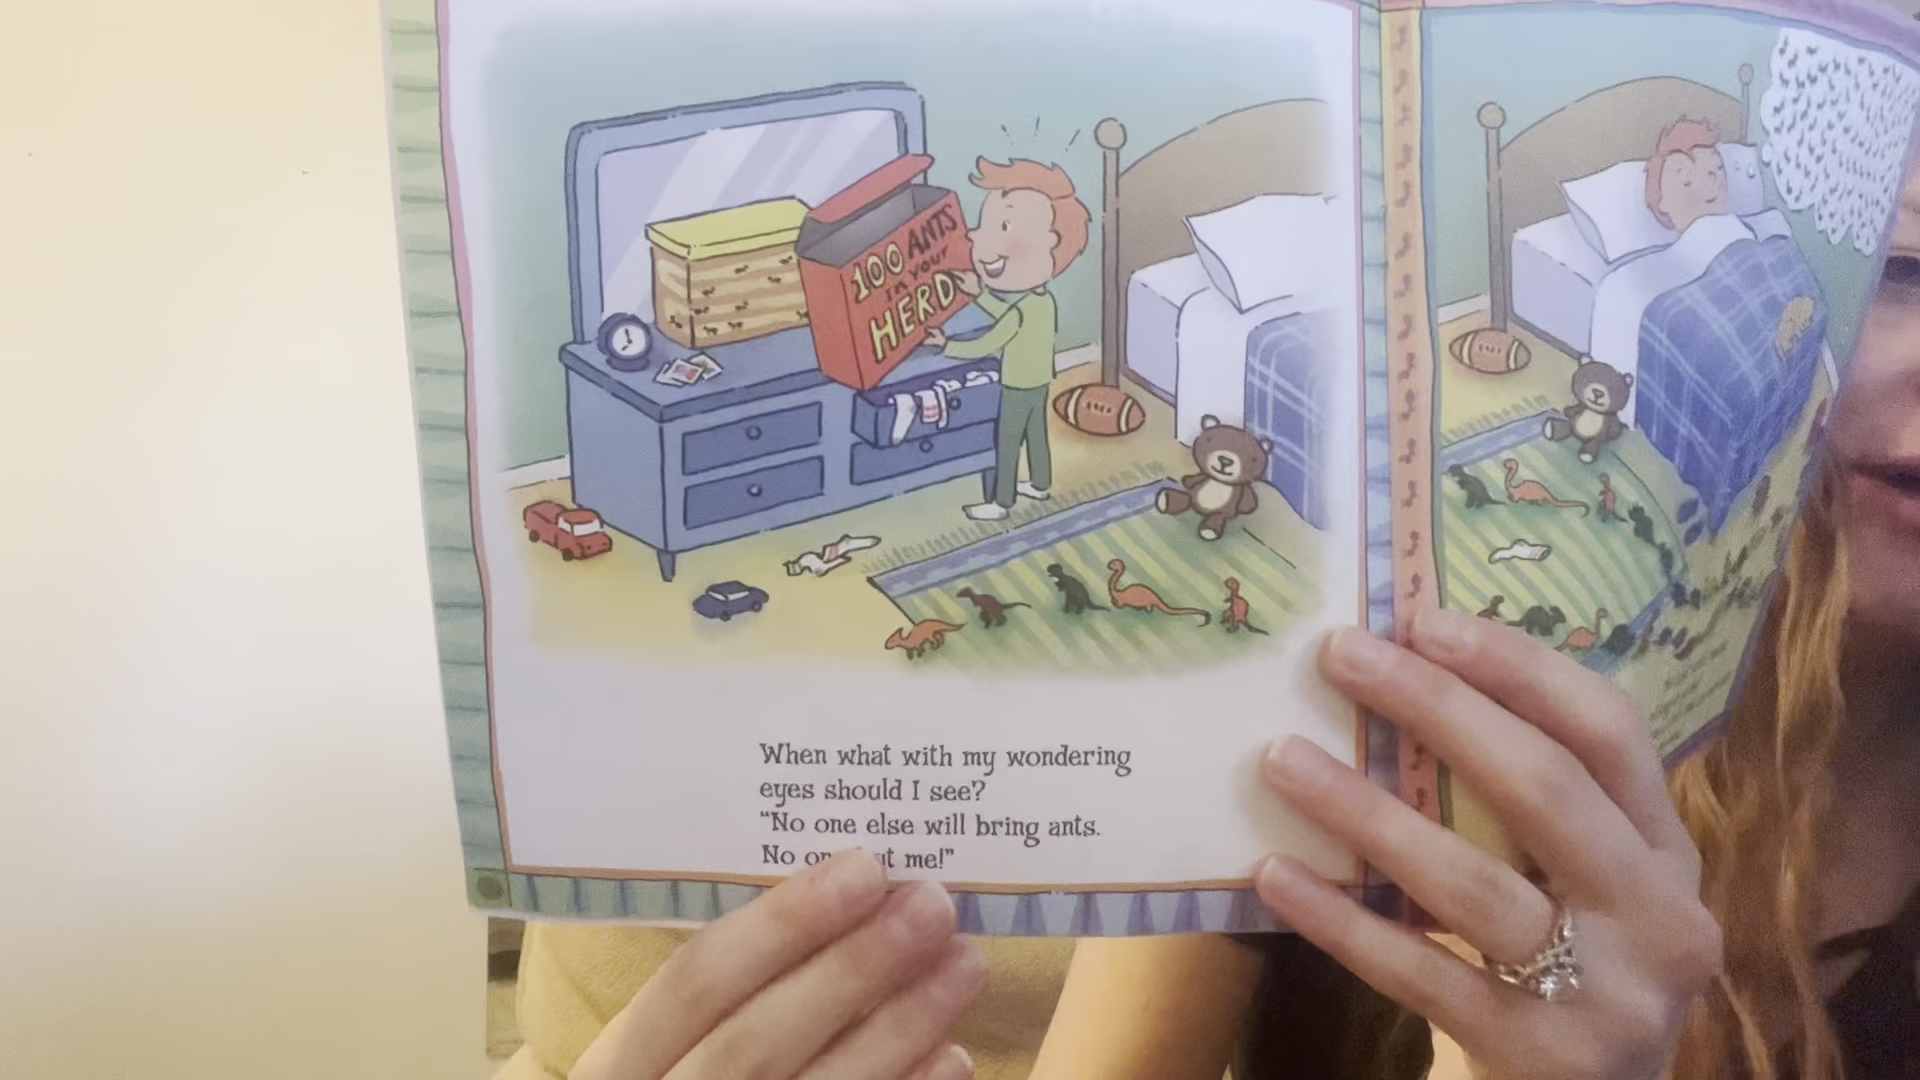 100 ANTS
IN YOUR
HERD
When what with my wondering
eyes should I see?
"No one else will bring ants.
No me!"